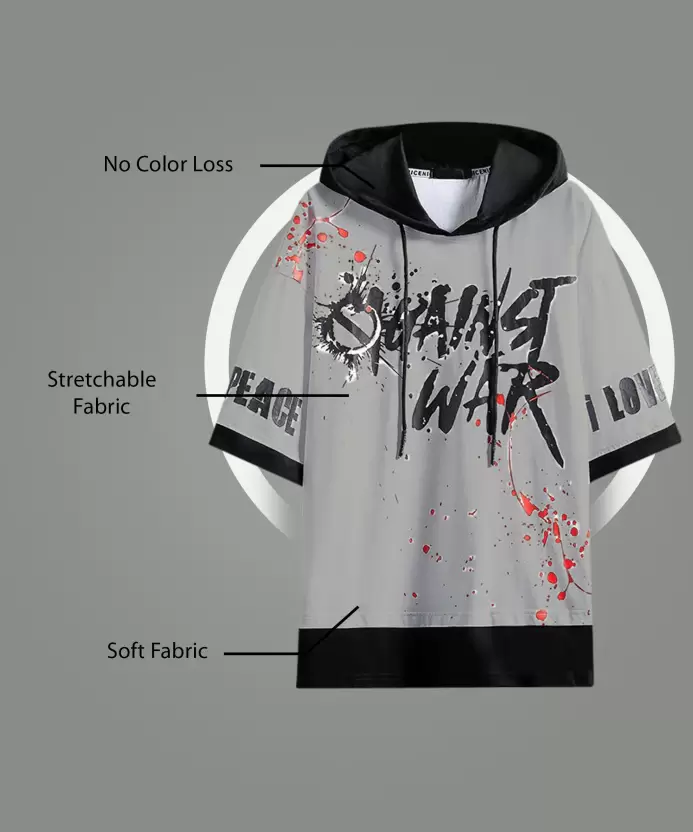 No Color Loss
AGAINST
WAR
Stretchable
Fabric
PEACE
I LOVE
Soft Fabric